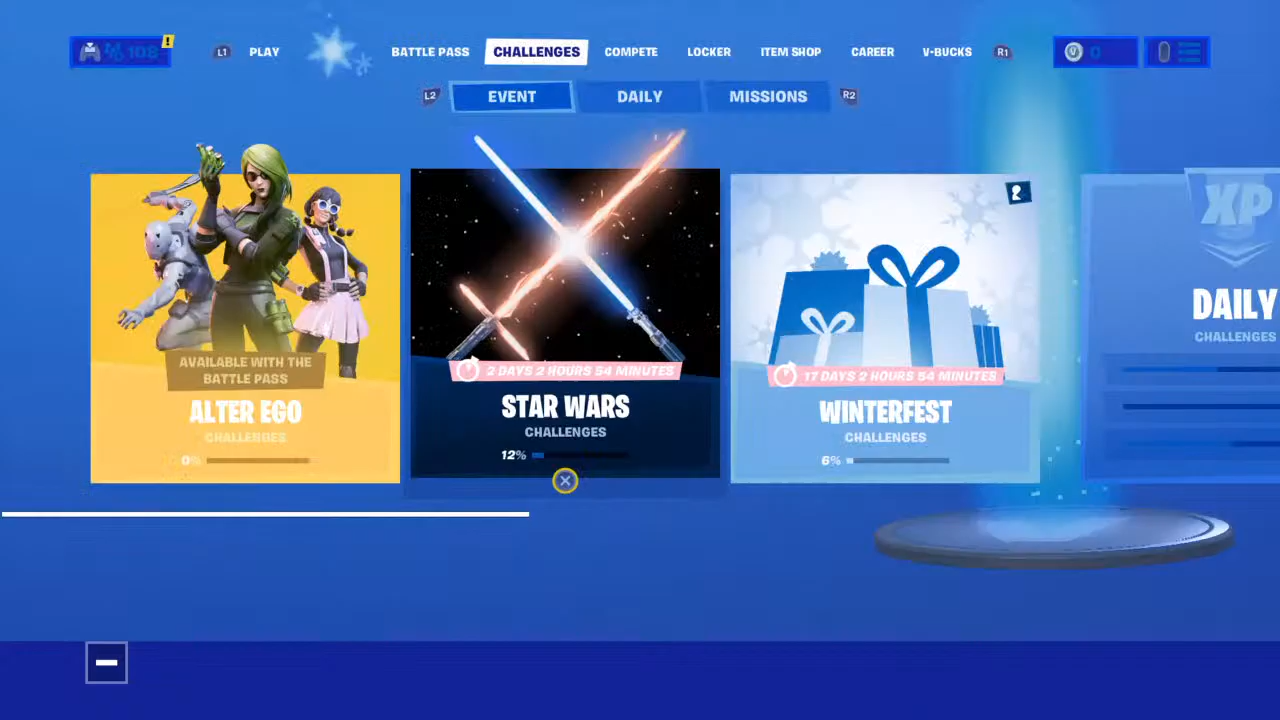 108
!
L1
PLAY
BATTLE PASS
CHALLENGES
COMPETE
LOCKER
ITEM SHOP
CAREER
V-BUCKS
R1
V 0
L2
EVENT
DAILY
MISSIONS
R2
AVAILABLE WITH THE
BATTLE PASS
ALTER EGO
CHALLENGES
0%
2 DAYS 2 HOURS 54 MINUTES
STAR WARS
CHALLENGES
12%
17 DAYS 2 HOURS 54 MINUTES
WINTERFEST
CHALLENGES
6%
XP
DAILY
CHALLENGES